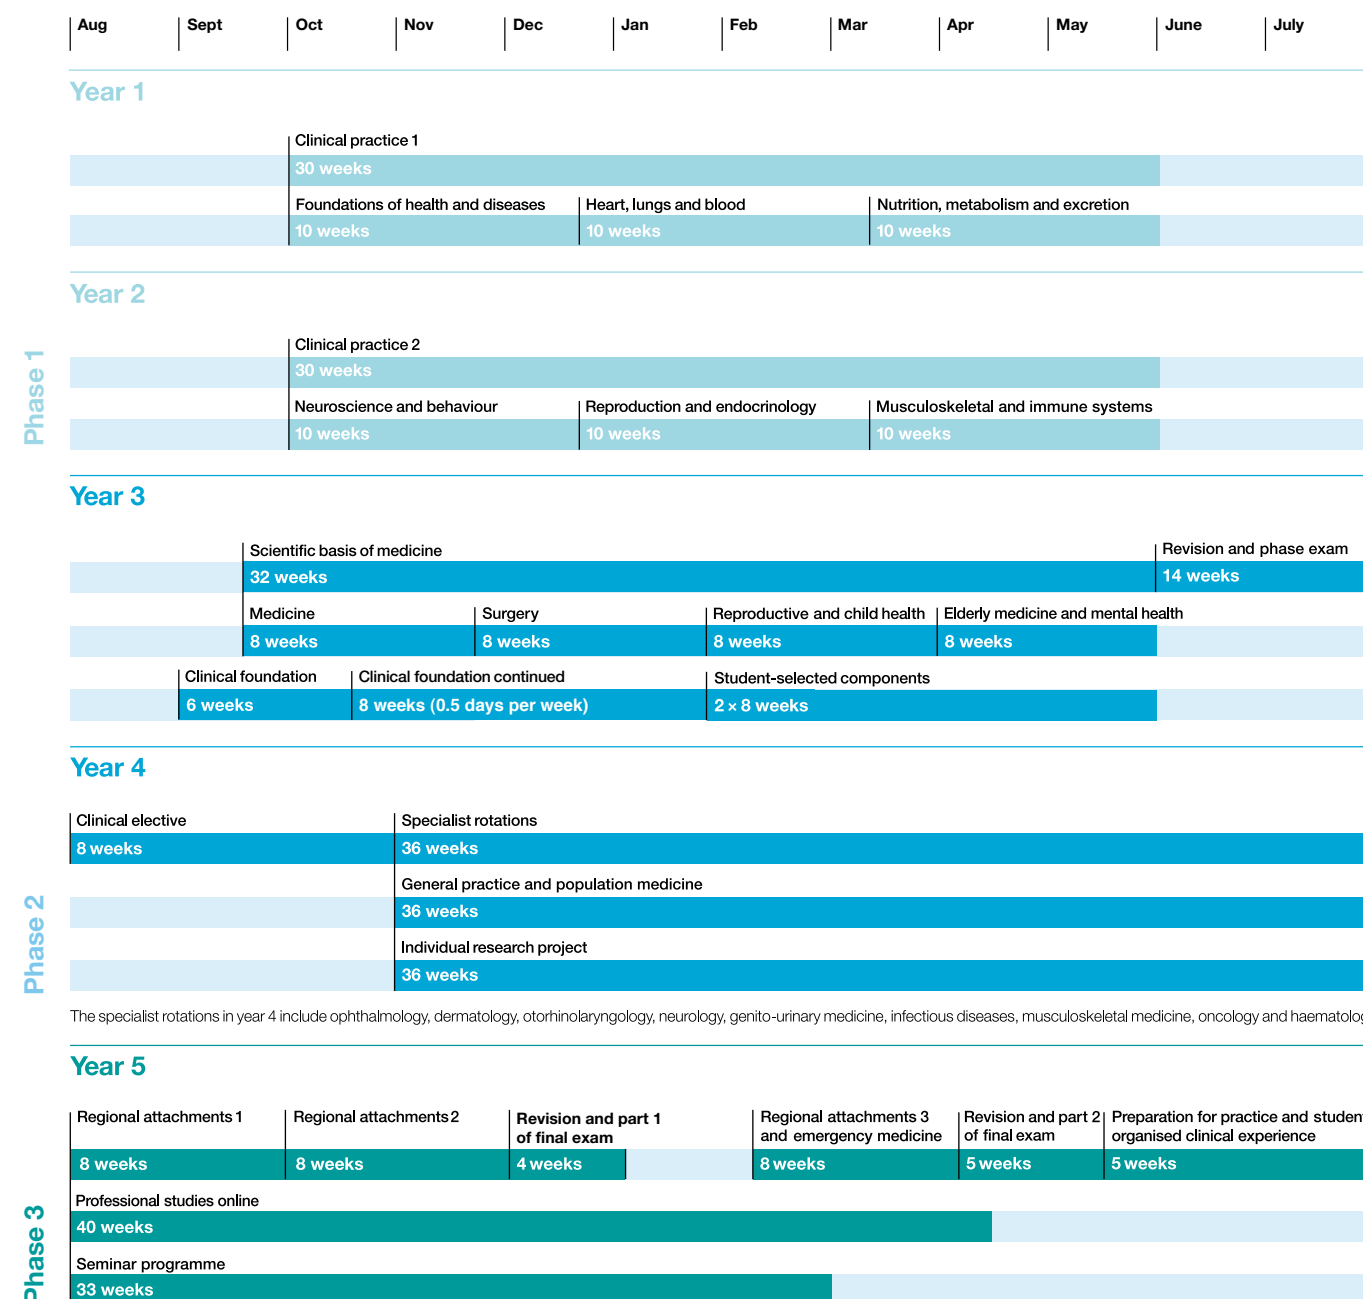 Aug Sept Oct Nov Dec Jan Feb Mar Apr May June July
Year 1
Clinical practice 1
30 weeks
Foundations of health and diseases Heart, lungs and blood Nutrition, metabolism and excretion
10 weeks 10 weeks 10 weeks
Phase 1
Year 2
Clinical practice 2
30 weeks
Neuroscience and behaviour Reproduction and endocrinology Musculoskeletal and immune systems
10 weeks 10 weeks 10 weeks
Year 3
Scientific basis of medicine Revision and phase exam
32 weeks 14 weeks
Medicine Surgery Reproductive and child health Elderly medicine and mental health
8 weeks 8 weeks 8 weeks 8 weeks
Clinical foundation Clinical foundation continued Student-selected components
6 weeks 8 weeks (0.5 days per week) 2 × 8 weeks
Phase 2
Year 4
Clinical elective Specialist rotations
8 weeks 36 weeks
General practice and population medicine
36 weeks
Individual research project
36 weeks
The specialist rotations in year 4 include ophthalmology, dermatology, otorhinolaryngology, neurology, genito-urinary medicine, infectious diseases, musculoskeletal medicine, oncology and haematolog
Phase 3
Year 5
Regional attachments 1 Regional attachments 2 Revision and part 1 Regional attachments 3 Revision and part 2 Preparation for practice and studen
of final exam and emergency medicine of final exam organised clinical experience
8 weeks 8 weeks 4 weeks 8 weeks 5 weeks 5 weeks
Professional studies online
40 weeks
Seminar programme
33 weeks